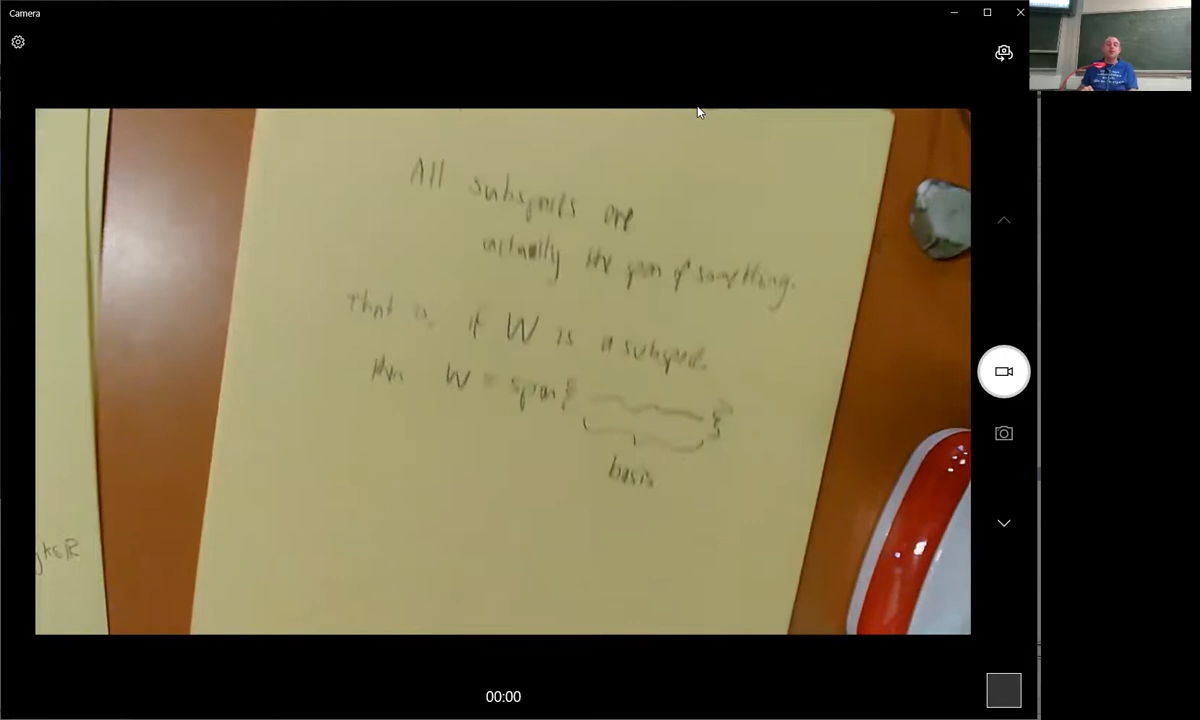 Camera
All subspaces are
actually the span of something.
That is, if W is a subspace
then W = span{ }
basis
y,k∈R
00:00